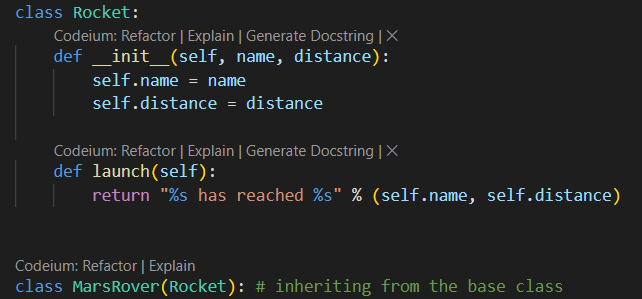 class Rocket:
Codeium: Refactor | Explain | Generate Docstring | ×
def __init__(self, name, distance):
self.name = name
self.distance = distance
Codeium: Refactor | Explain | Generate Docstring | ×
def launch(self):
return "%s has reached %s" % (self.name, self.distance)
Codeium: Refactor | Explain
class MarsRover(Rocket): # inheriting from the base class